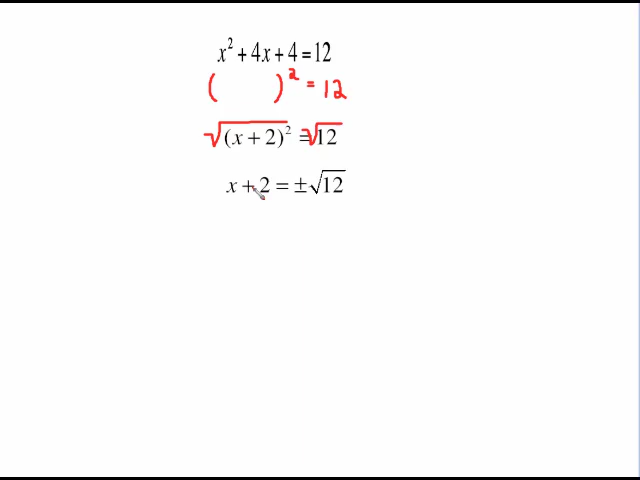 x² + 4x + 4 = 12
(      )² = 12
√(x + 2)² = √12
x + 2 = ±√12